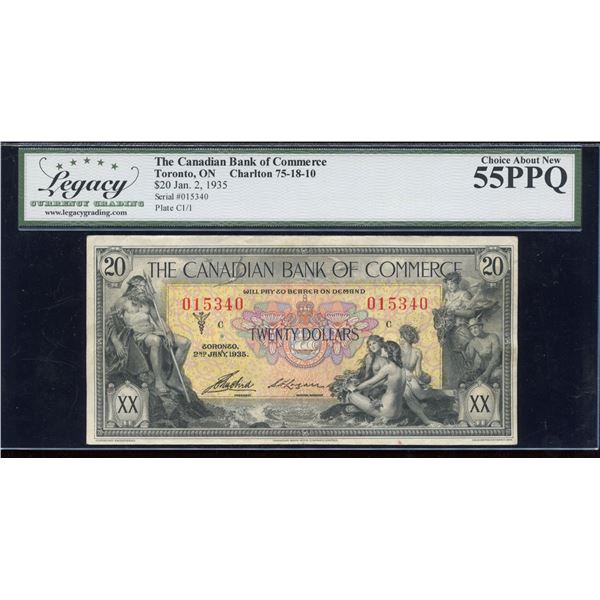 Legacy
CURRENCY GRADING
www.legacygrading.com
The Canadian Bank of Commerce
Toronto, ON Charlton 75-18-10
$20 Jan. 2, 1935
Serial #015340
Plate C1/1
Choice About New
55PPQ
20 THE CANADIAN BANK OF COMMERCE 20
WILL PAY TO BEARER ON DEMAND
015340 015340
C C
TWENTY DOLLARS
TORONTO,
2ND JANY, 1935.
XX XX